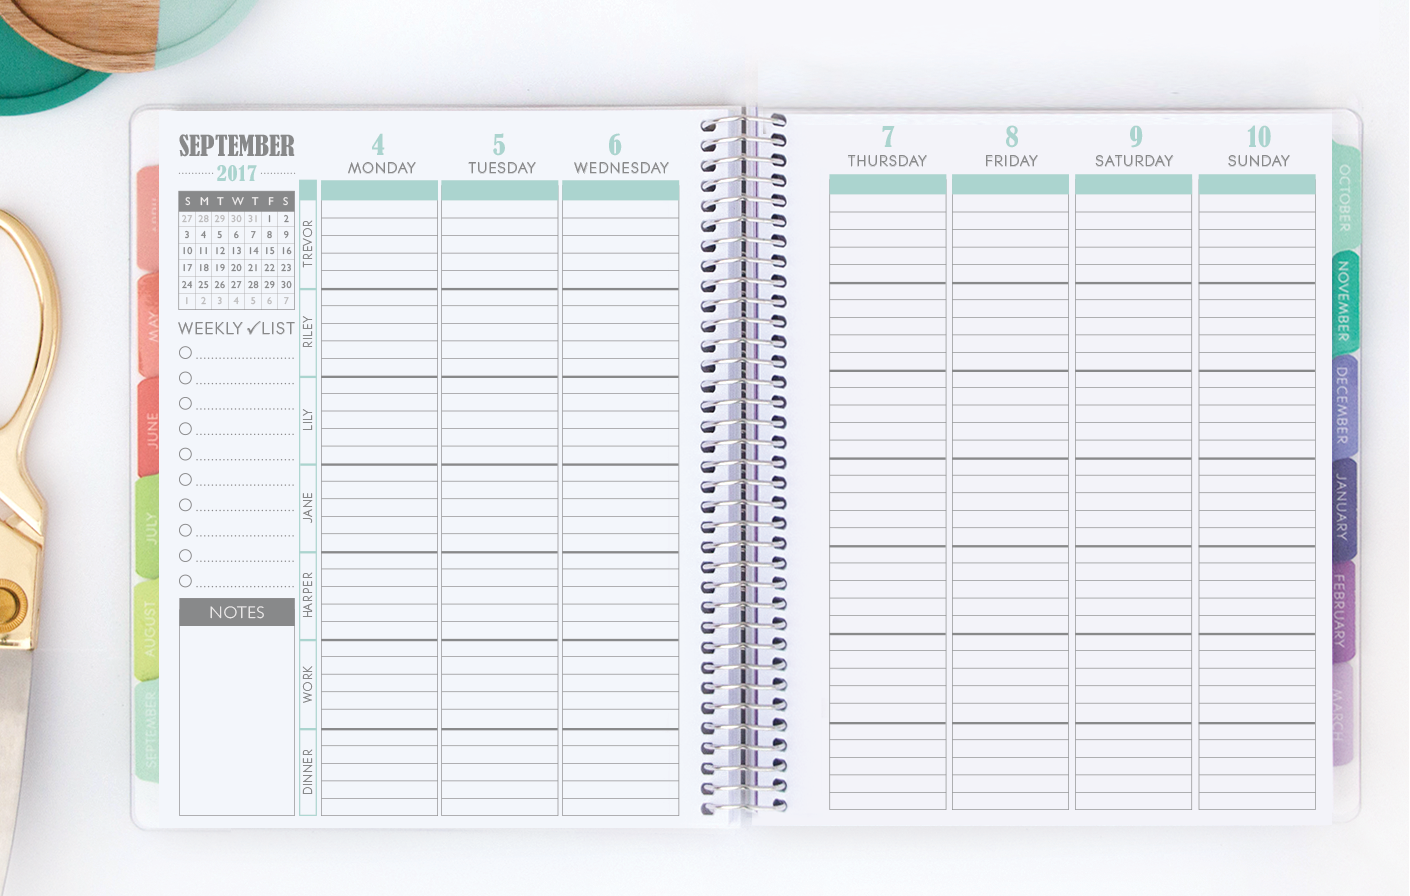 SEPTEMBER
2017
S M T W T F S
27 28 29 30 31 1 2
3 4 5 6 7 8 9
10 11 12 13 14 15 16
17 18 19 20 21 22 23
24 25 26 27 28 29 30
1 2 3 4 5 6 7
WEEKLY ✓LIST
NOTES
4
MONDAY
5
TUESDAY
6
WEDNESDAY
TREVOR
RILEY
LILY
JANE
HARPER
WORK
DINNER
7
THURSDAY
8
FRIDAY
9
SATURDAY
10
SUNDAY
MAY
JUNE
JULY
AUGUST
SEPTEMBER
OCTOBER
NOVEMBER
DECEMBER
JANUARY
FEBRUARY
MARCH